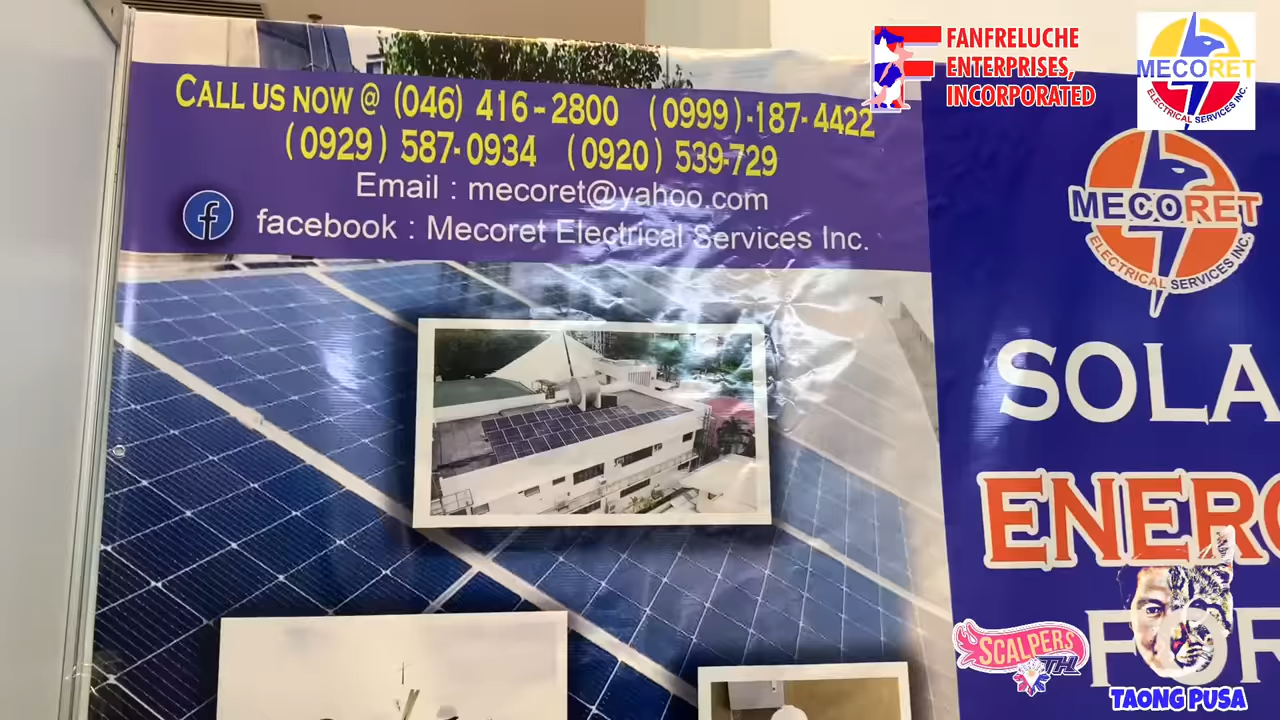 CALL US NOW @ (046) 416-2800 (0999)-187-4422
(0929) 587-0934 (0920) 539-729
Email : mecoret@yahoo.com
facebook : Mecoret Electrical Services Inc.
FANFRELUCHE
ENTERPRISES,
INCORPORATED
MECORET
ELECTRICAL SERVICES INC.
MECORET
ELECTRICAL SERVICES INC.
SOLA
ENERG
FOR
SCALPERS
TM
TAONG PUSA